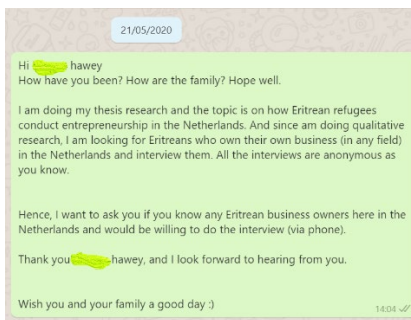 21/05/2020
Hi hawey
How have you been? How are the family? Hope well.
I am doing my thesis research and the topic is on how Eritrean refugees
conduct entrepreneurship in the Netherlands. And since am doing qualitative
research, I am looking for Eritreans who own their own business (in any field)
in the Netherlands and interview them. All the interviews are anonymous as
you know.
Hence, I want to ask you if you know any Eritrean business owners here in the
Netherlands and would be willing to do the interview (via phone).
Thank you hawey, and I look forward to hearing from you.
Wish you and your family a good day :)
14:04